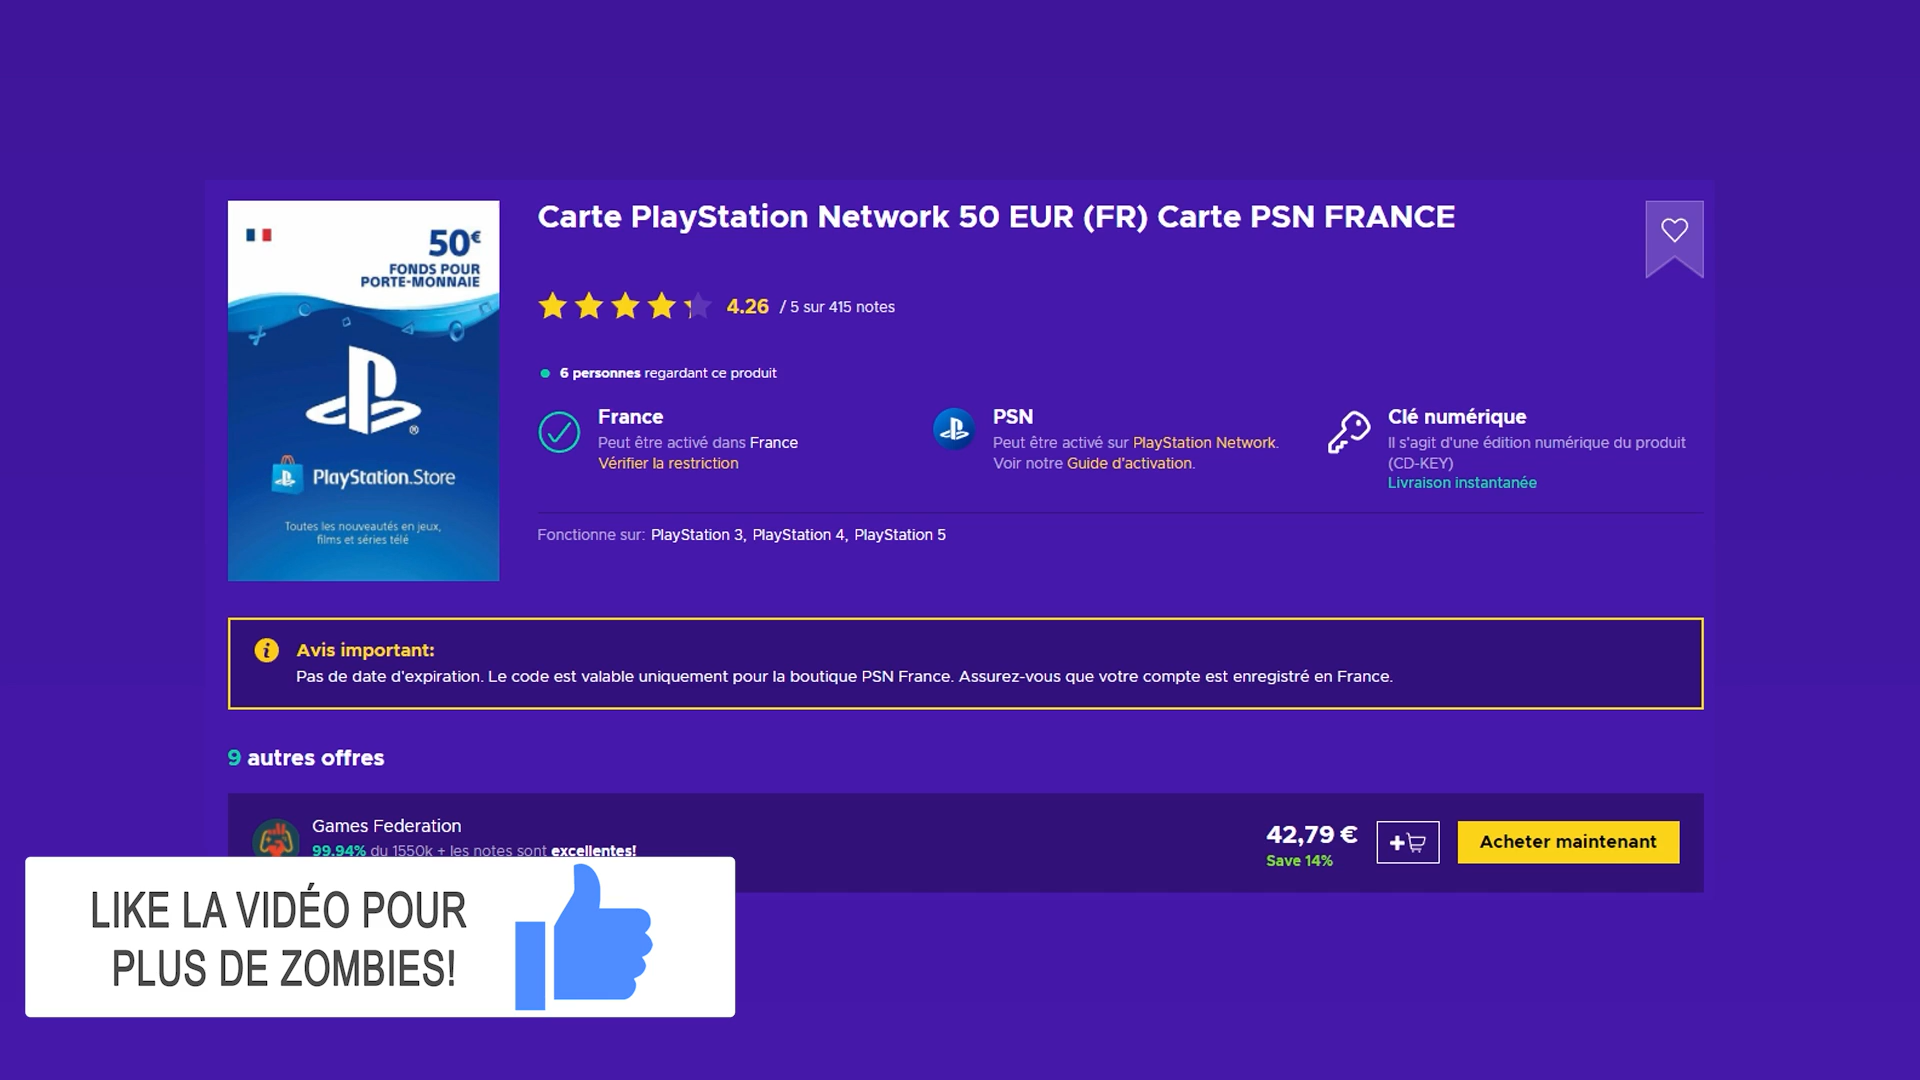 50€
FONDS POUR
PORTE-MONNAIE
PlayStation.Store
Toutes les nouveautés en jeux,
films et séries télé
Carte PlayStation Network 50 EUR (FR) Carte PSN FRANCE
4.26 / 5 sur 415 notes
6 personnes regardant ce produit
France
Peut être activé dans France
Vérifier la restriction
PSN
Peut être activé sur PlayStation Network.
Voir notre Guide d'activation.
Clé numérique
Il s'agit d'une édition numérique du produit
(CD-KEY)
Livraison instantanée
Fonctionne sur: PlayStation 3, PlayStation 4, PlayStation 5
Avis important:
Pas de date d'expiration. Le code est valable uniquement pour la boutique PSN France. Assurez-vous que votre compte est enregistré en France.
9 autres offres
Games Federation
99.94% du 1550k + les notes sont excellentes!
42,79 €
Save 14%
Acheter maintenant
LIKE LA VIDÉO POUR
PLUS DE ZOMBIES!